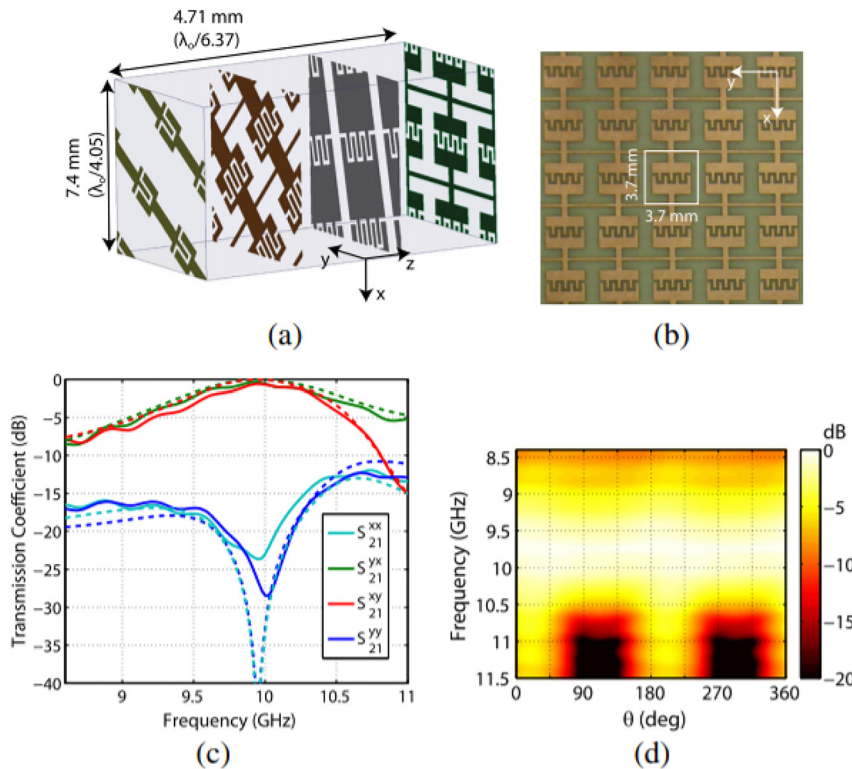 4.71 mm
(λₒ/6.37)
7.4 mm
(λₒ/4.05)
y
z
x
(a)
y
x
3.7 mm
3.7 mm
(b)
Transmission Coefficient (dB)
0
−5
−10
−15
−20
−25
−30
−35
−40
S₂₁ˣˣ
S₂₁ʸˣ
S₂₁ˣʸ
S₂₁ʸʸ
9 9.5 10 10.5 11
Frequency (GHz)
(c)
Frequency (GHz)
8.5
9
9.5
10
10.5
11
11.5
0 90 180 270 360
θ (deg)
dB
0
−5
−10
−15
−20
(d)